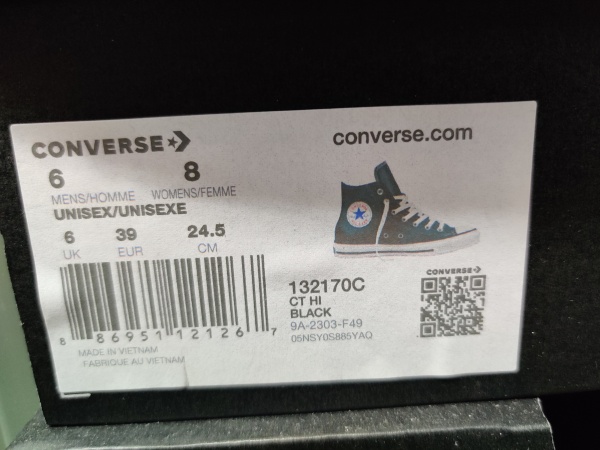 CONVERSE
converse.com
6 8
MENS/HOMME WOMENS/FEMME
UNISEX/UNISEXE
6 39 24.5
UK EUR CM
132170C
CT HI
BLACK
9A-2303-F49
05NSY0S885YAO
CONVERSE
8 86951 12126 7
MADE IN VIETNAM
FABRIQUE AU VIETNAM